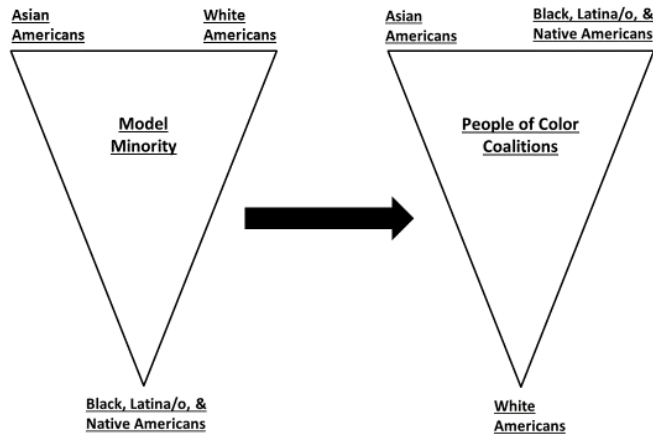 Asian
Americans
White
Americans
Model
Minority
Black, Latina/o, &
Native Americans
Asian
Americans
Black, Latina/o, &
Native Americans
People of Color
Coalitions
White
Americans